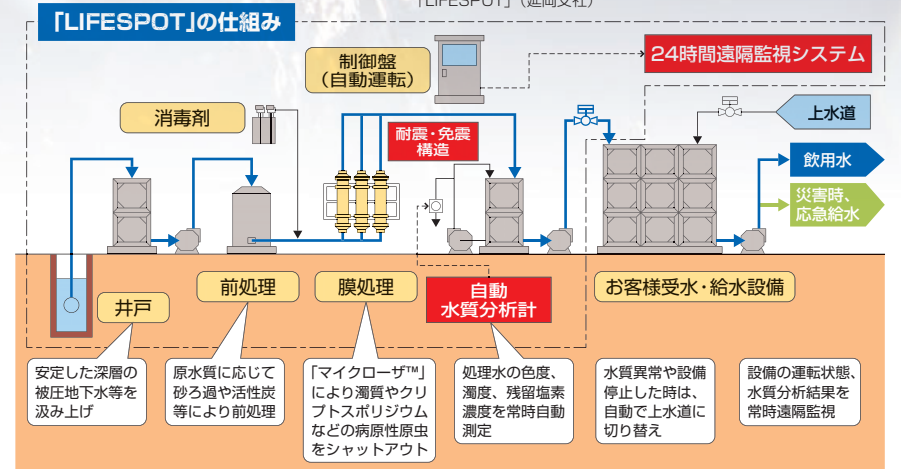 「LIFESPOT」（延岡支社）
「LIFESPOT」の仕組み
制御盤
（自動運転）
24時間遠隔監視システム
消毒剤
耐震・免震
構造
上水道
飲用水
災害時、
応急給水
井戸
前処理
膜処理
自動
水質分析計
お客様受水・給水設備
安定した深層の
被圧地下水等を
汲み上げ
原水質に応じて
砂ろ過や活性炭
等により前処理
「マイクローザ™」
により濁質やクリ
プトスポリジウム
などの病原性原虫
をシャットアウト
処理水の色度、
濁度、残留塩素
濃度を常時自動
測定
水質異常や設備
停止した時は、
自動で上水道に
切り替え
設備の運転状態、
水質分析結果を
常時遠隔監視